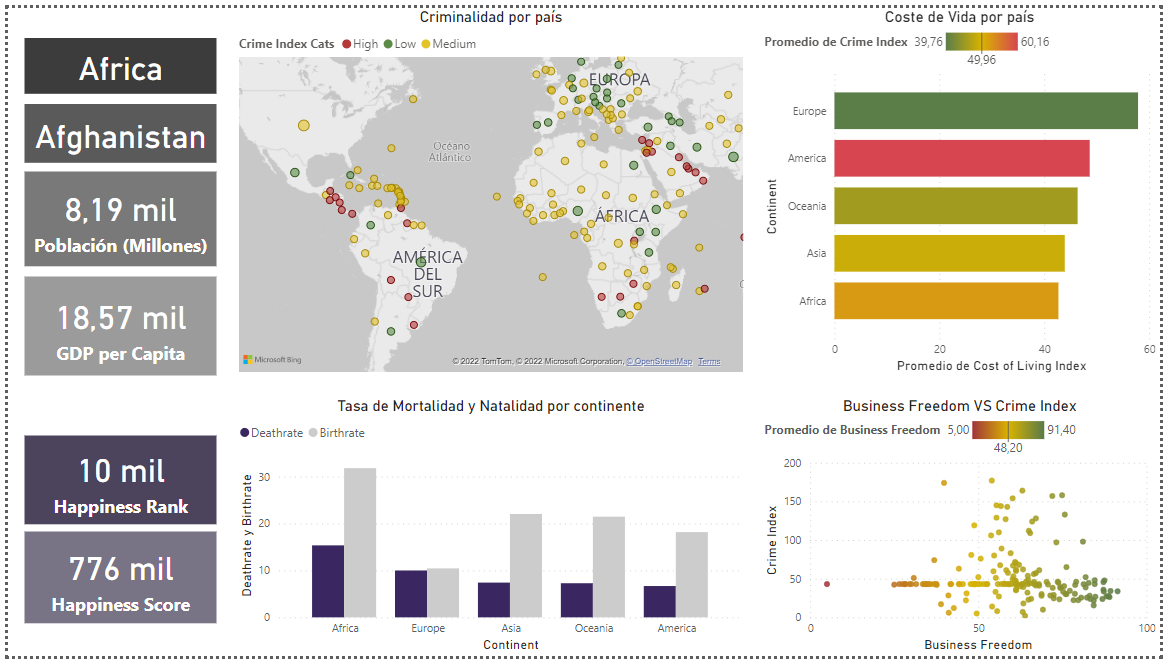 Africa
Afghanistan
8,19 mil
Población (Millones)
18,57 mil
GDP per Capita
10 mil
Happiness Rank
776 mil
Happiness Score
Criminalidad por país
Crime Index Cats High Low Medium
EUROPA
Océano
Atlántico
ÁFRICA
AMÉRICA
DEL
SUR
Microsoft Bing
© 2022 TomTom, © 2022 Microsoft Corporation, © OpenStreetMap Terms
Coste de Vida por país
Promedio de Crime Index 39,76 60,16
49,96
Continent
Europe
America
Oceania
Asia
Africa
0 20 40 60
Promedio de Cost of Living Index
Tasa de Mortalidad y Natalidad por continente
Deathrate Birthrate
Deathrate y Birthrate
30
20
10
0
Africa Europe Asia Oceania America
Continent
Business Freedom VS Crime Index
Promedio de Business Freedom 5,00 91,40
48,20
Crime Index
200
150
100
50
0
0 50 100
Business Freedom